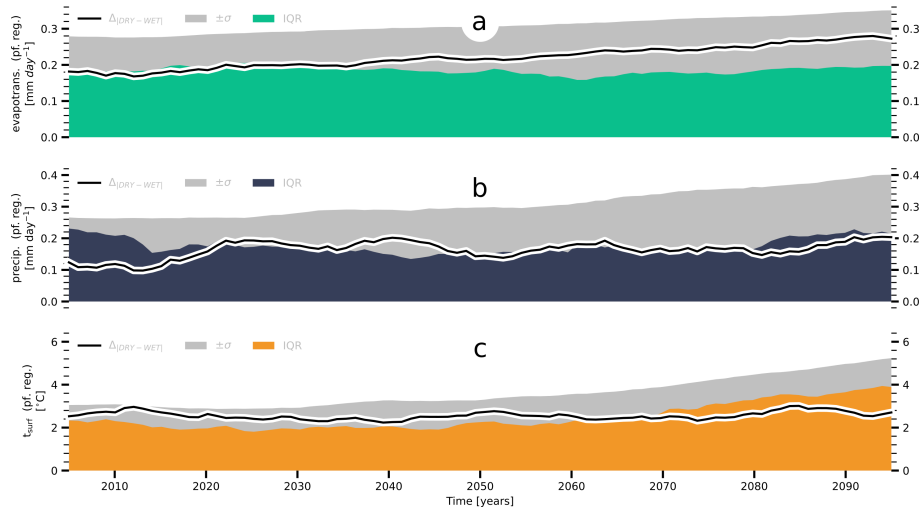 a
Δ|DRY−WET| ±σ IQR
evapotrans. (pf. reg.)
[mm day⁻¹]
0.3 0.3
0.2 0.2
0.1 0.1
0.0 0.0
b
Δ|DRY−WET| ±σ IQR
precip. (pf. reg.)
[mm day⁻¹]
0.4 0.4
0.3 0.3
0.2 0.2
0.1 0.1
0.0 0.0
c
Δ|DRY−WET| ±σ IQR
tsurf (pf. reg.)
[°C]
6 6
4 4
2 2
0 0
2010 2020 2030 2040 2050 2060 2070 2080 2090
Time [years]